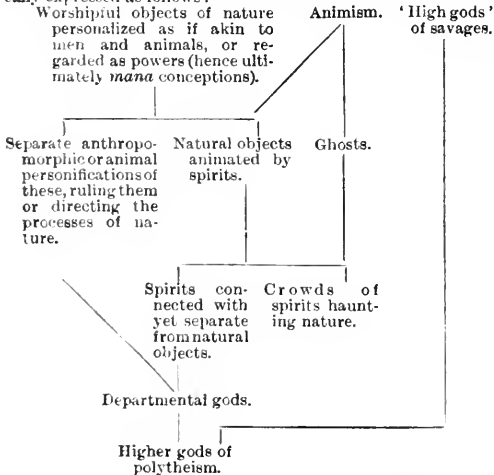 expressed as follows :
Worshipful objects of nature
personalized as if akin to
men and animals, or re-
garded as powers (hence ulti-
mately mana conceptions).
Animism.
'High gods'
of savages.
Separate anthropo-
morphic or animal
personifications of
these, ruling them
or directing the
processes of na-
ture.
Natural objects
animated by
spirits.
Ghosts.
Spirits con-
nected with
yet separate
from natural
objects.
Crowds of
spirits haunt-
ing nature.
Departmental gods.
Higher gods of
polytheism.